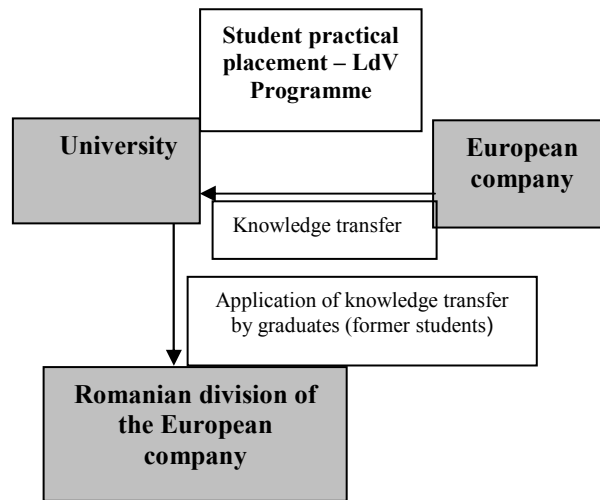 Student practical
placement – LdV
Programme
University
European
company
Knowledge transfer
Application of knowledge transfer
by graduates (former students)
Romanian division of
the European
company